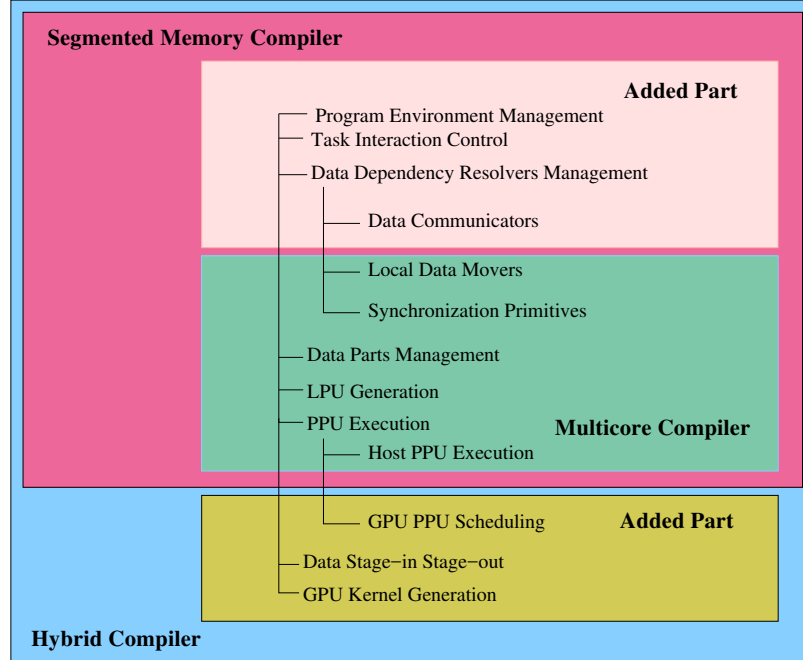 Segmented Memory Compiler
Added Part
Program Environment Management
Task Interaction Control
Data Dependency Resolvers Management
Data Communicators
Local Data Movers
Synchronization Primitives
Data Parts Management
LPU Generation
PPU Execution
Multicore Compiler
Host PPU Execution
GPU PPU Scheduling
Added Part
Data Stage−in Stage−out
GPU Kernel Generation
Hybrid Compiler